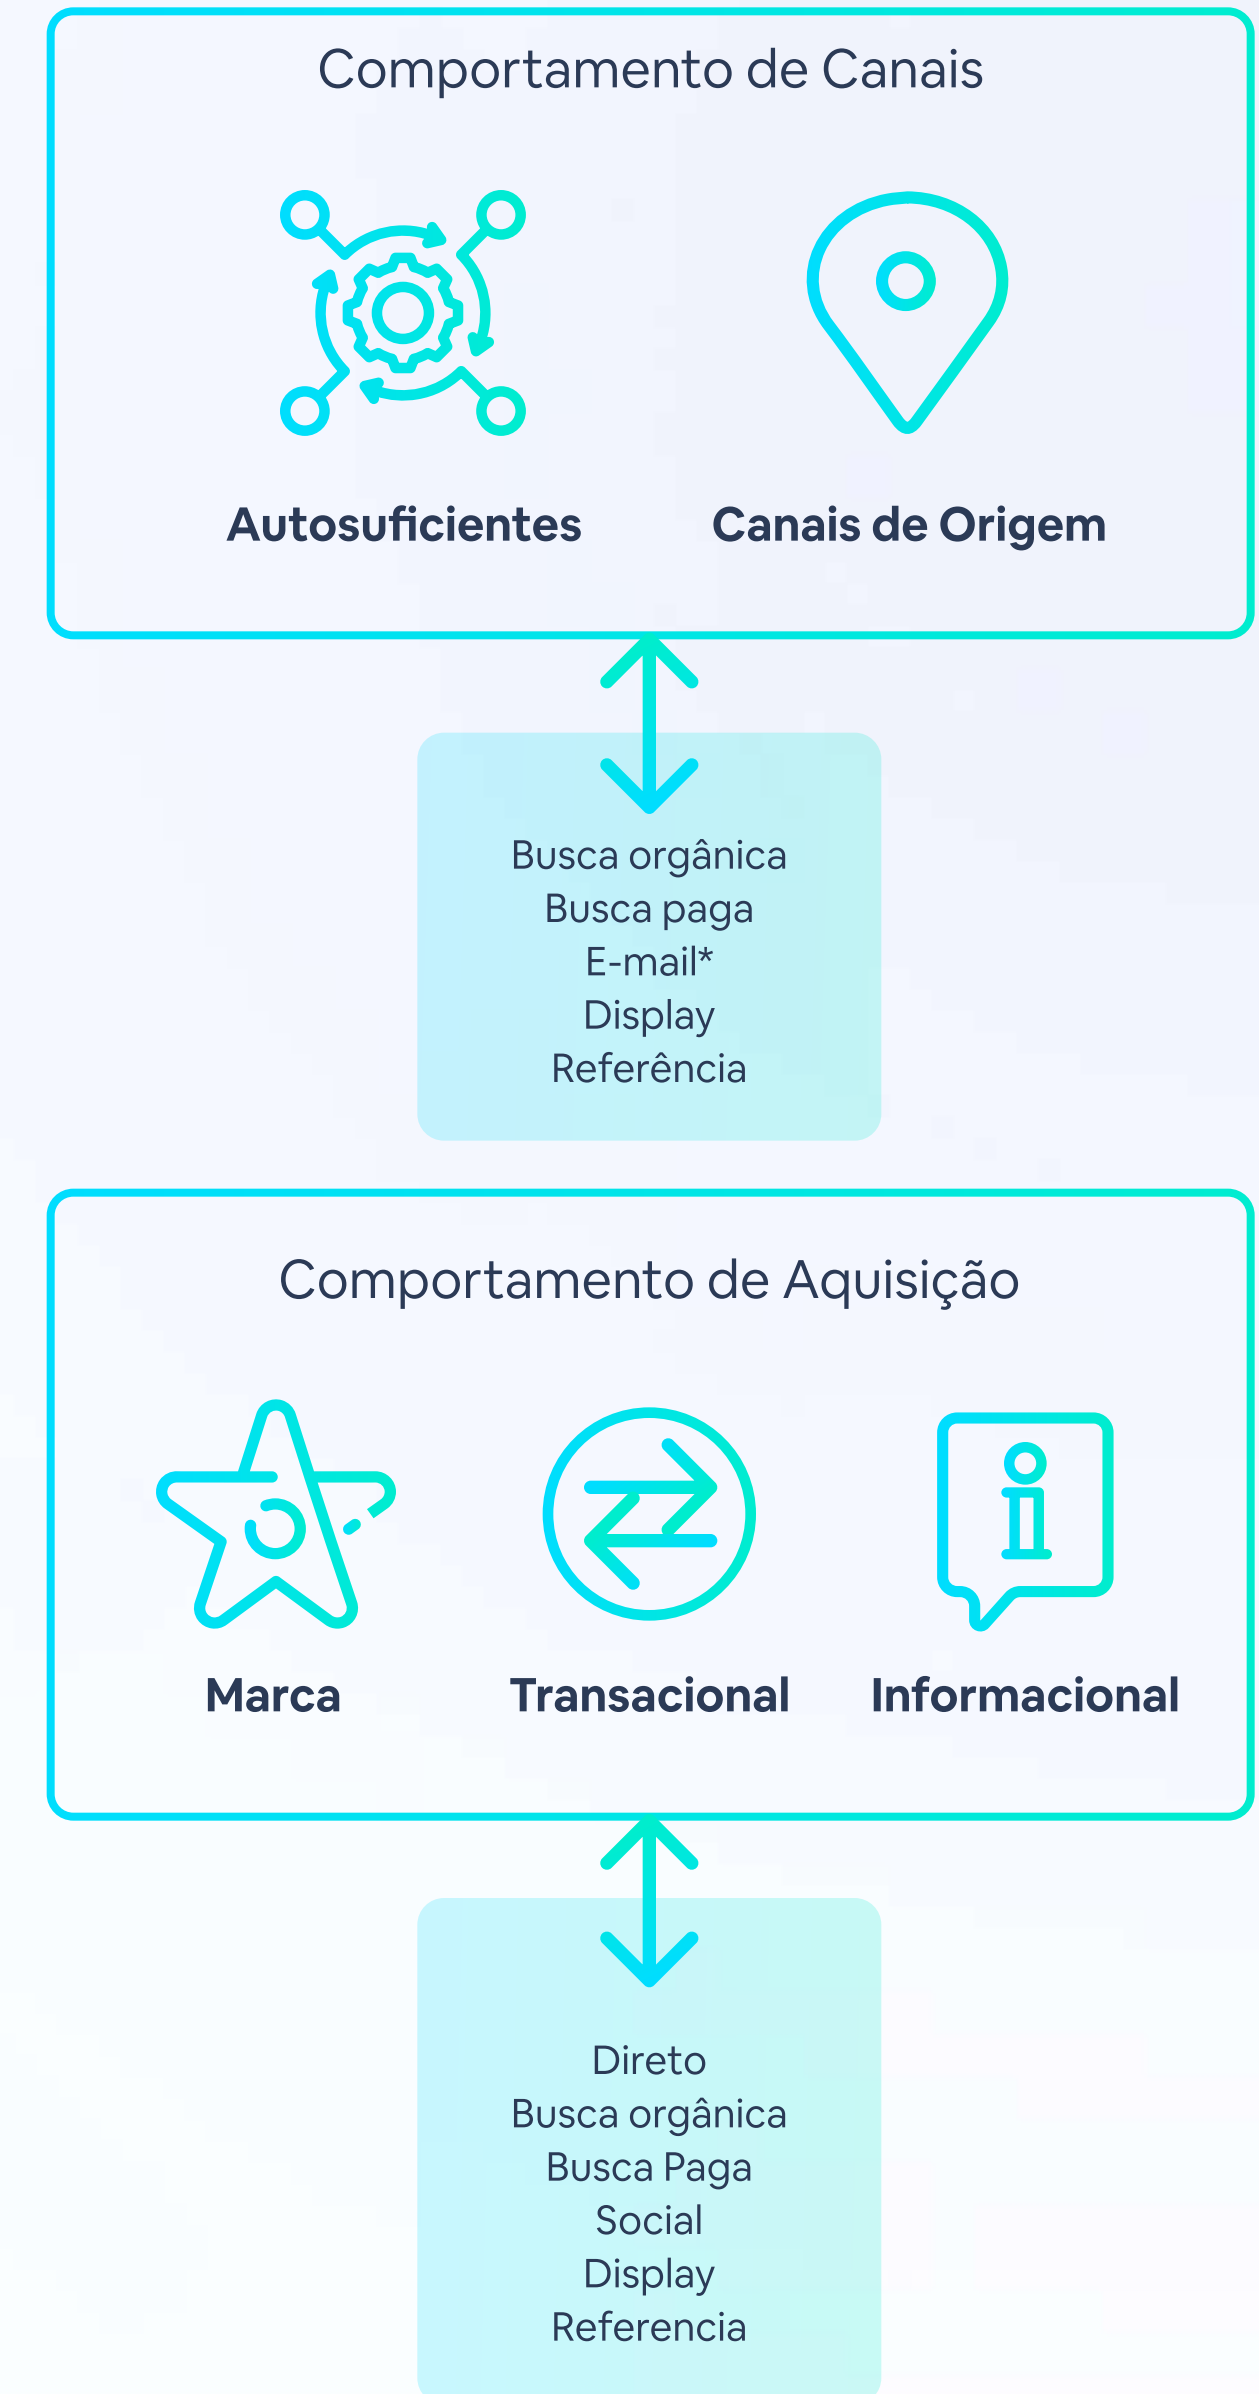 Comportamento de Canais
Autosuficientes
Canais de Origem
Busca orgânica
Busca paga
E-mail*
Display
Referência
Comportamento de Aquisição
Marca
Transacional
Informacional
Direto
Busca orgânica
Busca Paga
Social
Display
Referencia